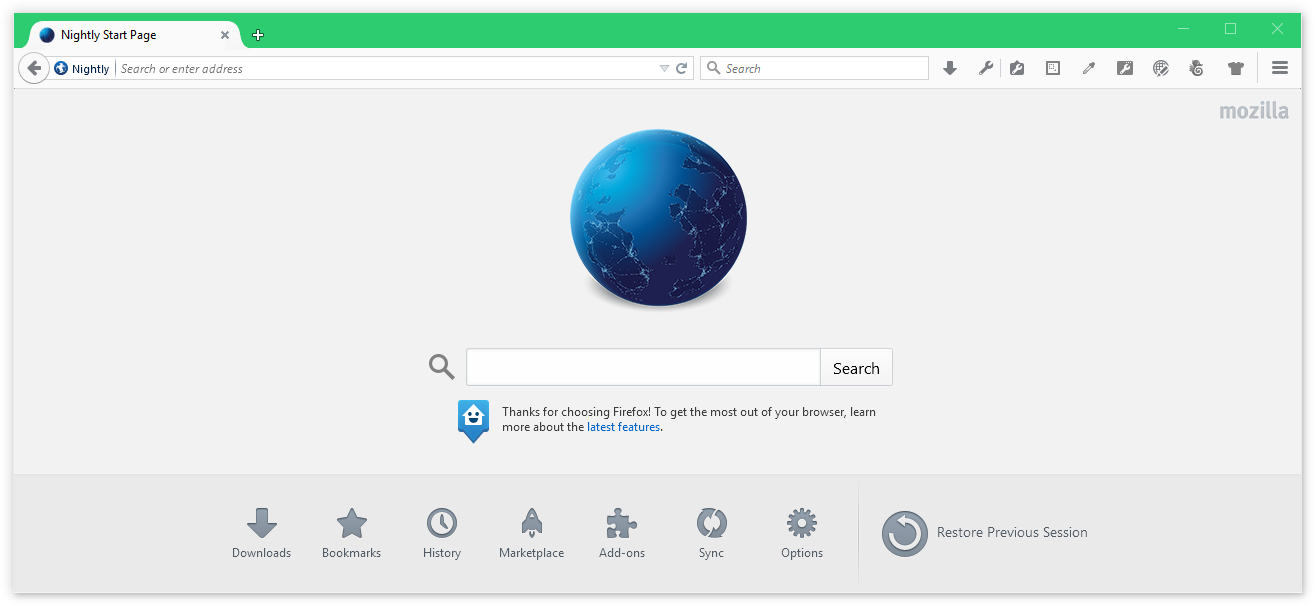 Nightly Start Page
Nightly
Search or enter address
Search
mozilla
Search
Thanks for choosing Firefox! To get the most out of your browser, learn
more about the latest features.
Downloads
Bookmarks
History
Marketplace
Add-ons
Sync
Options
Restore Previous Session